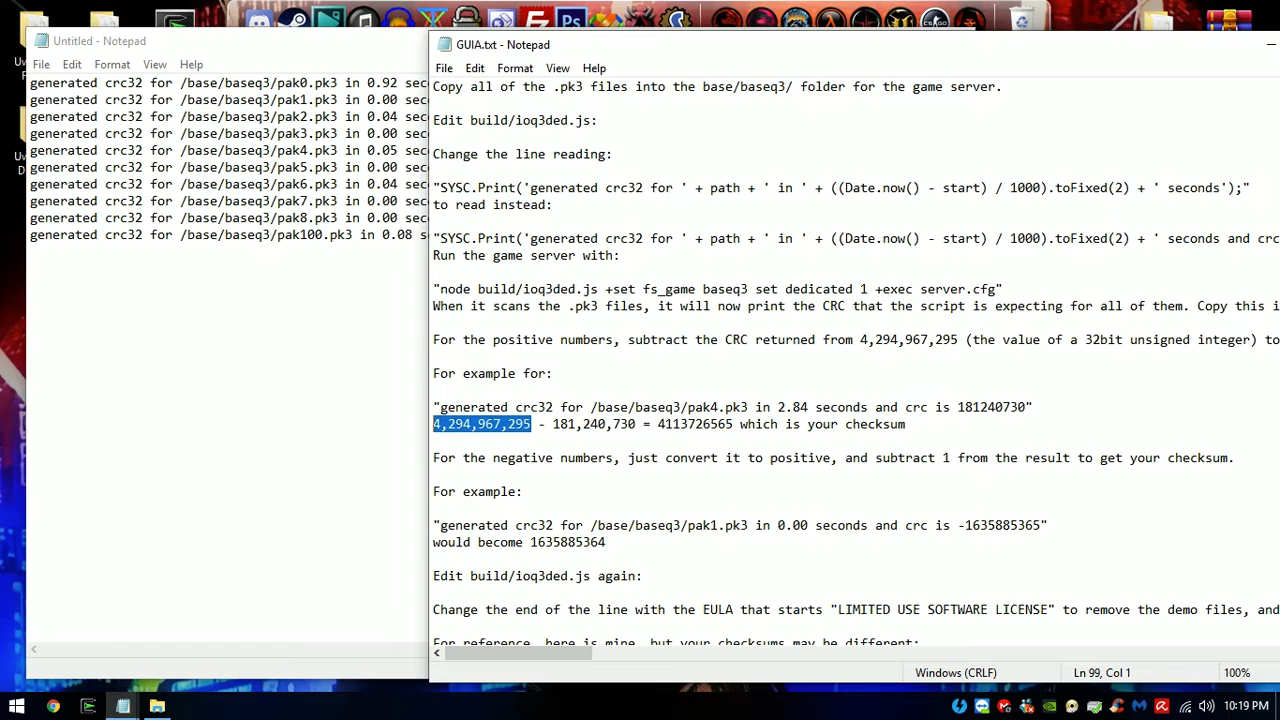 Untitled - Notepad
File Edit Format View Help
generated crc32 for /base/baseq3/pak0.pk3 in 0.92 sec
generated crc32 for /base/baseq3/pak1.pk3 in 0.00 sec
generated crc32 for /base/baseq3/pak2.pk3 in 0.04 sec
generated crc32 for /base/baseq3/pak3.pk3 in 0.00 sec
generated crc32 for /base/baseq3/pak4.pk3 in 0.05 sec
generated crc32 for /base/baseq3/pak5.pk3 in 0.00 sec
generated crc32 for /base/baseq3/pak6.pk3 in 0.04 sec
generated crc32 for /base/baseq3/pak7.pk3 in 0.00 sec
generated crc32 for /base/baseq3/pak8.pk3 in 0.00 sec
generated crc32 for /base/baseq3/pak100.pk3 in 0.08 s
GUIA.txt - Notepad
File Edit Format View Help
Copy all of the .pk3 files into the base/baseq3/ folder for the game server.
Edit build/ioq3ded.js:
Change the line reading:
"SYSC.Print('generated crc32 for ' + path + ' in ' + ((Date.now() - start) / 1000).toFixed(2) + ' seconds');"
to read instead:
"SYSC.Print('generated crc32 for ' + path + ' in ' + ((Date.now() - start) / 1000).toFixed(2) + ' seconds and crc
Run the game server with:
"node build/ioq3ded.js +set fs_game baseq3 set dedicated 1 +exec server.cfg"
When it scans the .pk3 files, it will now print the CRC that the script is expecting for all of them. Copy this i
For the positive numbers, subtract the CRC returned from 4,294,967,295 (the value of a 32bit unsigned integer) to
For example for:
"generated crc32 for /base/baseq3/pak4.pk3 in 2.84 seconds and crc is 181240730"
4,294,967,295 - 181,240,730 = 4113726565 which is your checksum
For the negative numbers, just convert it to positive, and subtract 1 from the result to get your checksum.
For example:
"generated crc32 for /base/baseq3/pak1.pk3 in 0.00 seconds and crc is -1635885365"
would become 1635885364
Edit build/ioq3ded.js again:
Change the end of the line with the EULA that starts "LIMITED USE SOFTWARE LICENSE" to remove the demo files, and
For reference, here is mine, but your checksums may be different:
Windows (CRLF) Ln 99, Col 1 100%
10:19 PM